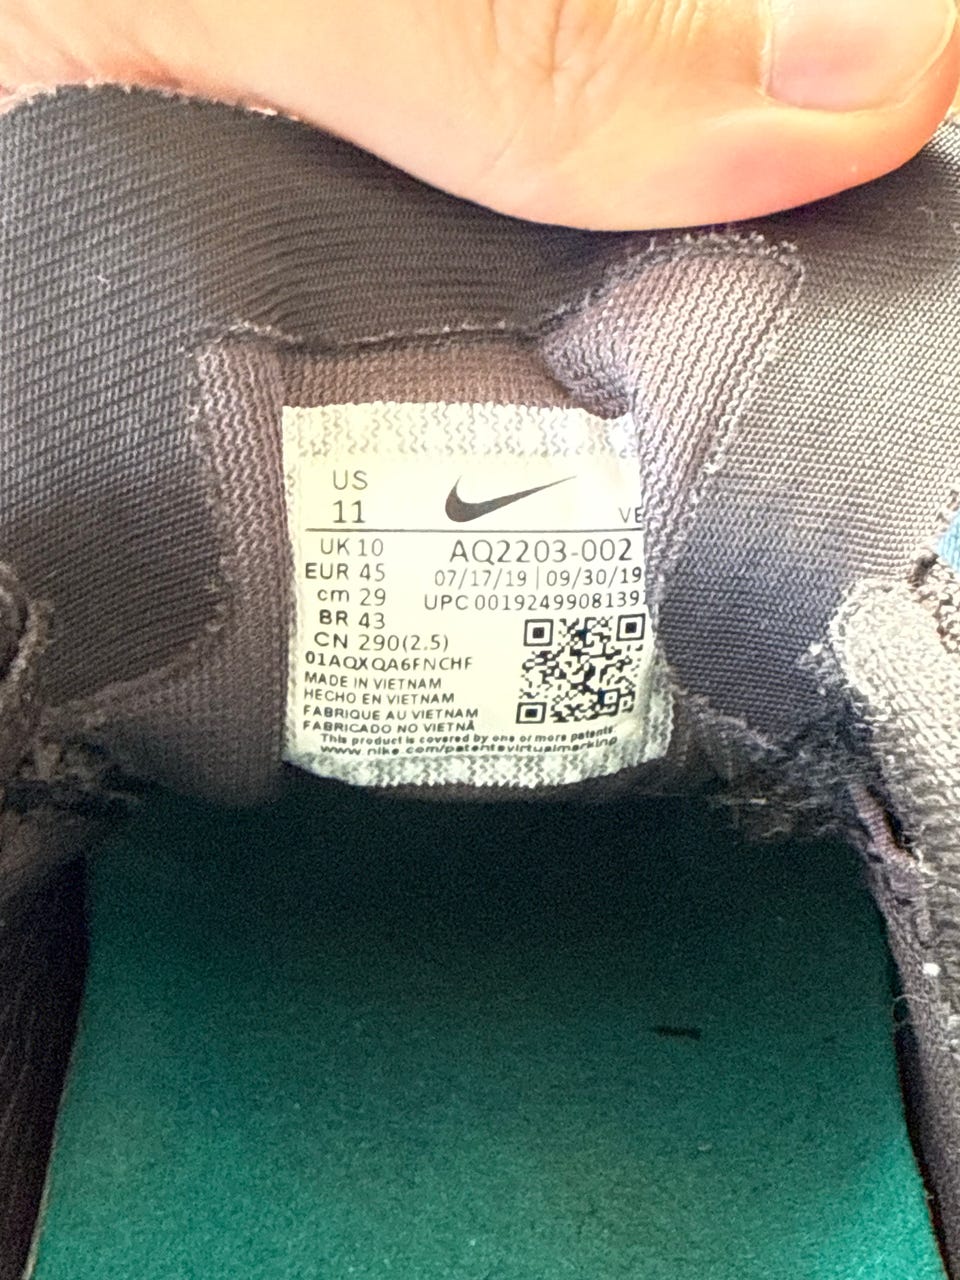 US
11
VE
UK 10
AQ2203-002
EUR 45
07/17/19 | 09/30/19
cm 29
UPC 0019249908139
BR 43
CN 290(2.5)
01AQXQA6FNCHF
MADE IN VIETNAM
HECHO EN VIETNAM
FABRIQUE AU VIETNAM
FABRICADO NO VIETNÃ
This product is covered by one or more patents.
www.nike.com/patentsvirtualmarking